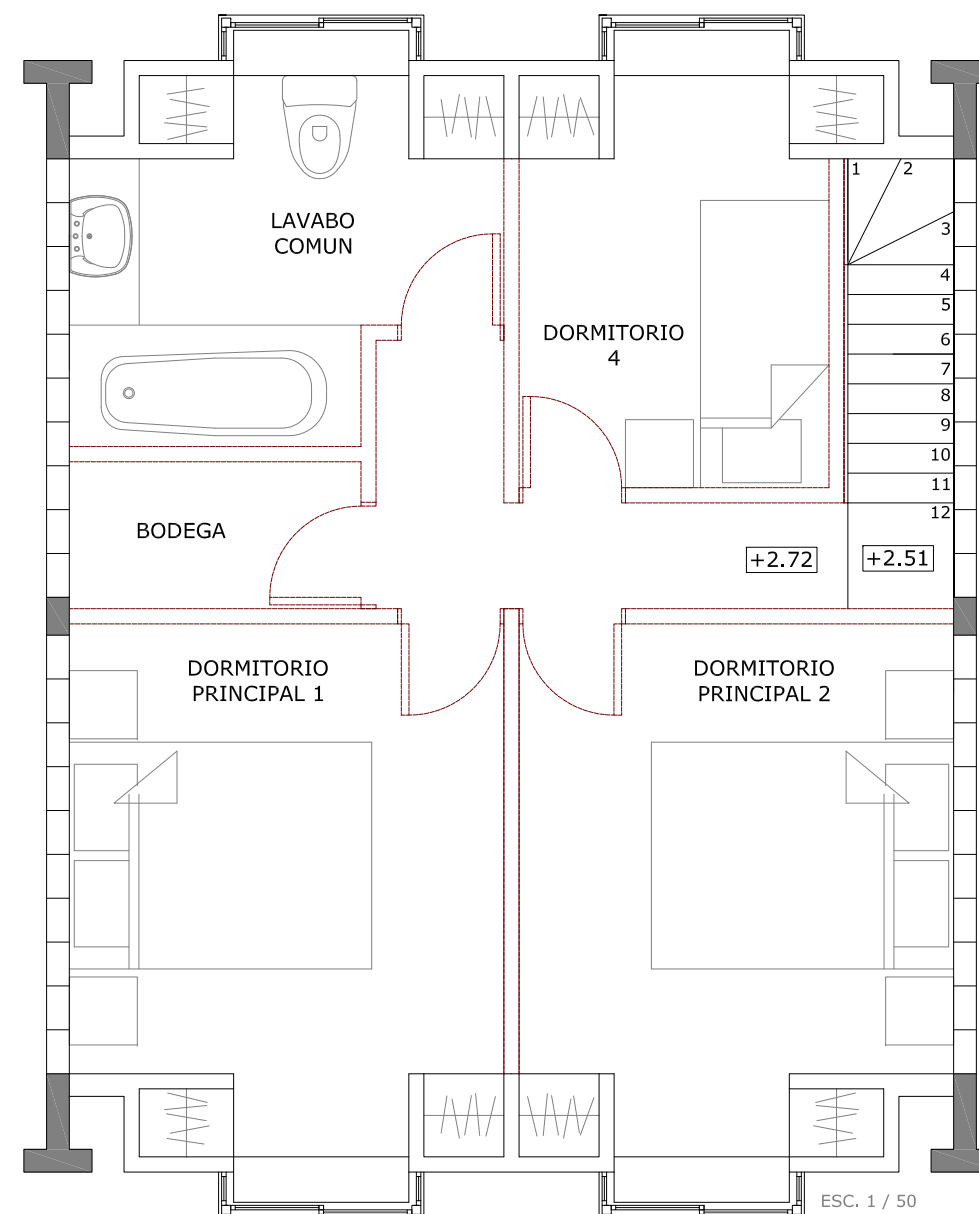 LAVABO
COMUN
DORMITORIO
4
1
2
3
4
5
6
7
8
9
10
11
12
BODEGA
+2.72
+2.51
DORMITORIO
PRINCIPAL 1
DORMITORIO
PRINCIPAL 2
ESC. 1 / 50